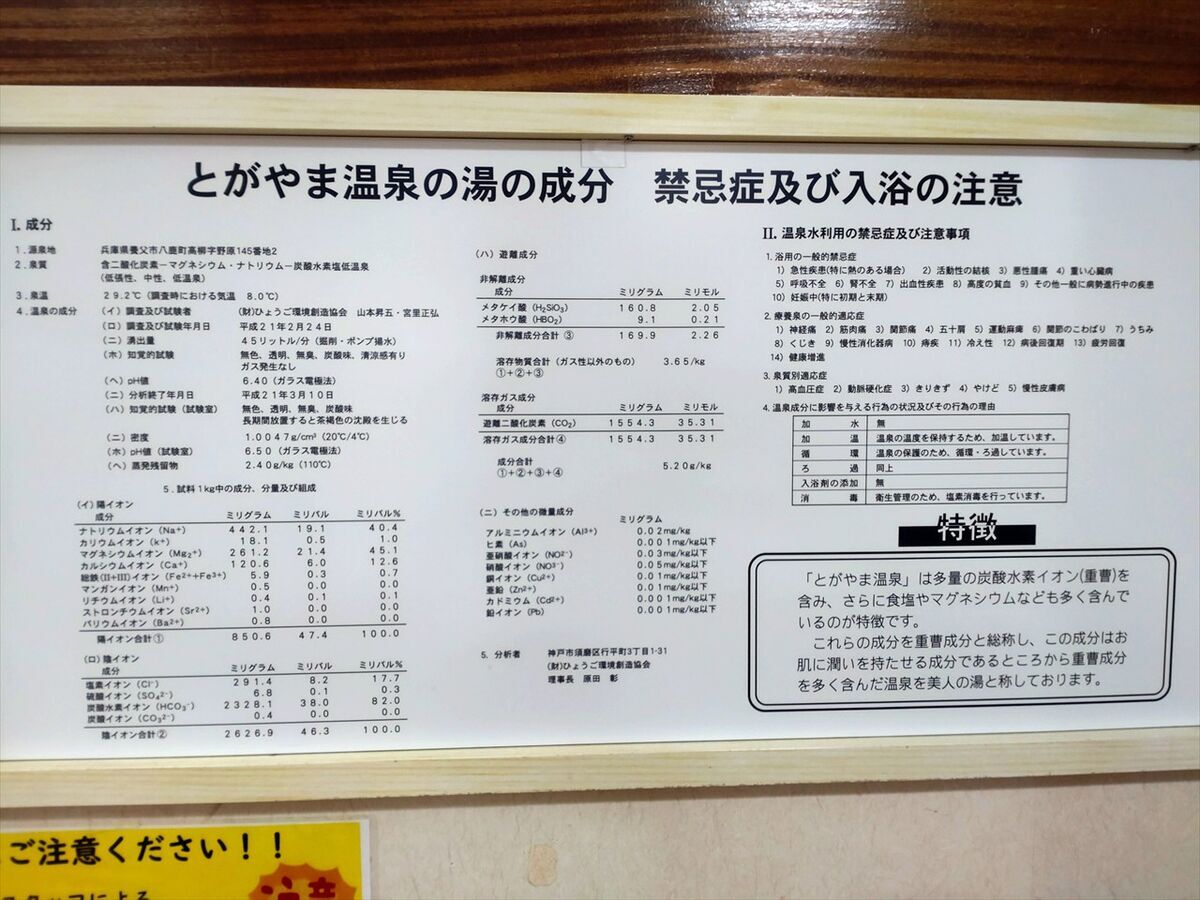 とがやま温泉の湯の成分　禁忌症及び入浴の注意
I. 成分
1．源泉地　兵庫県養父市八鹿町高柳字野原145番地2
2．泉質　含二酸化炭素－マグネシウム・ナトリウム－炭酸水素塩低温泉
（低張性、中性、低温泉）
3．泉温　29.2℃（調査時における気温　8.0℃）
4．温泉の成分　（イ）調査及び試験者　(財)ひょうご環境創造協会　山本昇五・宮里正弘
（ロ）調査及び試験年月日　平成21年2月24日
（ニ）湧出量　45リットル/分（掘削・ポンプ揚水）
（ホ）知覚的試験　無色、透明、無臭、炭酸味、清涼感有り
ガス発生なし
（ヘ）pH値　6.40（ガラス電極法）
（ニ）分析終了年月日　平成21年3月10日
（ハ）知覚的試験（試験室）　無色、透明、無臭、炭酸味
長期間放置すると茶褐色の沈殿を生じる
（ニ）密度　1.0047g/cm³（20℃/4℃）
（ホ）pH値（試験室）　6.50（ガラス電極法）
（ヘ）蒸発残留物　2.40g/kg（110℃）
5．試料1kg中の成分、分量及び組成
（イ）陽イオン
成分　ミリグラム　ミリバル　ミリバル%
ナトリウムイオン（Na⁺）　442.1　19.1　40.4
カリウムイオン（k⁺）　18.1　0.5　1.0
マグネシウムイオン（Mg₂⁺）　261.2　21.4　45.1
カルシウムイオン（Ca⁺）　120.6　6.0　12.6
総鉄(II+III)イオン（Fe²⁺+Fe³⁺）　5.9　0.3　0.7
マンガンイオン（Mn⁺）　0.5　0.0　0.0
リチウムイオン（Li⁺）　0.4　0.1　0.1
ストロンチウムイオン（Sr²⁺）　1.0　0.0　0.0
バリウムイオン（Ba²⁺）　0.8　0.0　0.0
陽イオン合計①　850.6　47.4　100.0
（ロ）陰イオン
成分　ミリグラム　ミリバル　ミリバル%
塩素イオン（Cl⁻）　291.4　8.2　17.7
硫酸イオン（SO₄²⁻）　6.8　0.1　0.3
炭酸水素イオン（HCO₃⁻）　2328.1　38.0　82.0
炭酸イオン（CO₃²⁻）　0.4　0.0　0.0
陰イオン合計②　2626.9　46.3　100.0
（ハ）遊離成分
非解離成分
成分　ミリグラム　ミリモル
メタケイ酸（H₂SiO₃）　160.8　2.05
メタホウ酸（HBO₂）　9.1　0.21
非解離成分合計 ③　169.9　2.26
溶存物質合計（ガス性以外のもの）　3.65/kg
①+②+③
溶存ガス成分
成分　ミリグラム　ミリモル
遊離二酸化炭素（CO₂）　1554.3　35.31
溶存ガス成分合計④　1554.3　35.31
成分合計　5.20g/kg
①+②+③+④
（ニ）その他の微量成分
ミリグラム
アルミニウムイオン（Al³⁺）　0.02mg/kg
ヒ素（As）　0.001mg/kg以下
亜硝酸イオン（NO²⁻）　0.03mg/kg以下
硝酸イオン（NO³⁻）　0.05mg/kg以下
銅イオン（Cu²⁺）　0.01mg/kg以下
亜鉛（Zn²⁺）　0.01mg/kg以下
カドミウム（Cd²⁺）　0.001mg/kg以下
鉛イオン（Pb）　0.001mg/kg以下
5．分析者　神戸市須磨区行平町3丁目1-31
(財)ひょうご環境創造協会
理事長　原田　彰
II. 温泉水利用の禁忌症及び注意事項
1. 浴用の一般的禁忌症
1）急性疾患(特に熱のある場合）　2）活動性の結核　3）悪性腫瘍　4）重い心臓病
5）呼吸不全　6）腎不全　7）出血性疾患　8）高度の貧血　9）その他一般に病勢進行中の疾患
10）妊娠中(特に初期と末期)
2. 療養泉の一般的適応症
1）神経痛　2）筋肉痛　3）関節痛　4）五十肩　5）運動麻痺　6）関節のこわばり　7）うちみ
8）くじき　9）慢性消化器病　10）痔疾　11）冷え性　12）病後回復期　13）疲労回復
14）健康増進
3. 泉質別適応症
1）高血圧症　2）動脈硬化症　3）きりきず　4）やけど　5）慢性皮膚病
4. 温泉成分に影響を与える行為の状況及びその行為の理由
加　水　無
加　温　温泉の温度を保持するため、加温しています。
循　環　温泉の保護のため、循環・ろ過しています。
ろ　過　同上
入浴剤の添加　無
消　毒　衛生管理のため、塩素消毒を行っています。
特徴
「とがやま温泉」は多量の炭酸水素イオン(重曹)を
含み、さらに食塩やマグネシウムなども多く含んで
いるのが特徴です。
これらの成分を重曹成分と総称し、この成分はお
肌に潤いを持たせる成分であるところから重曹成分
を多く含んだ温泉を美人の湯と称しております。
ご注意ください！！
スタッフによる
注意